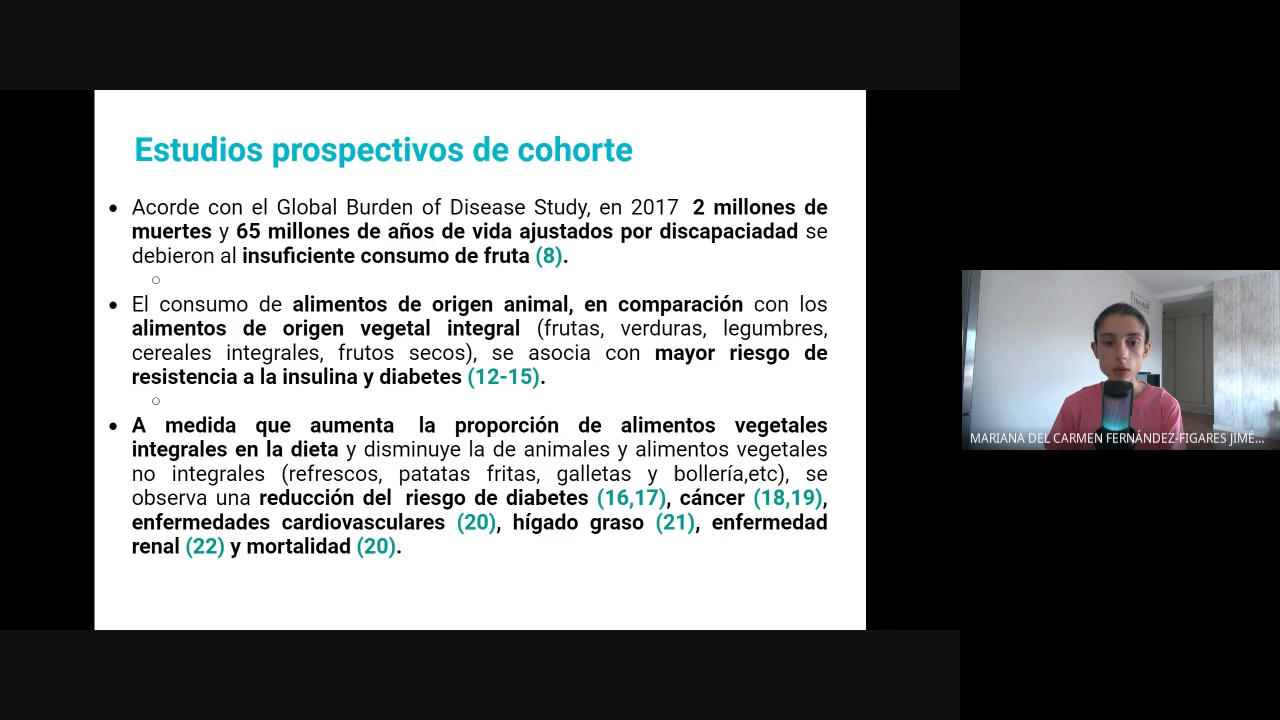 Estudios prospectivos de cohorte
• Acorde con el Global Burden of Disease Study, en 2017 2 millones de
muertes y 65 millones de años de vida ajustados por discapaciadad se
debieron al insuficiente consumo de fruta (8).
○
• El consumo de alimentos de origen animal, en comparación con los
alimentos de origen vegetal integral (frutas, verduras, legumbres,
cereales integrales, frutos secos), se asocia con mayor riesgo de
resistencia a la insulina y diabetes (12-15).
○
• A medida que aumenta la proporción de alimentos vegetales
integrales en la dieta y disminuye la de animales y alimentos vegetales
no integrales (refrescos, patatas fritas, galletas y bollería,etc), se
observa una reducción del riesgo de diabetes (16,17), cáncer (18,19),
enfermedades cardiovasculares (20), hígado graso (21), enfermedad
renal (22) y mortalidad (20).
MARIANA DEL CARMEN FERNÁNDEZ-FIGARES JIMÉ...